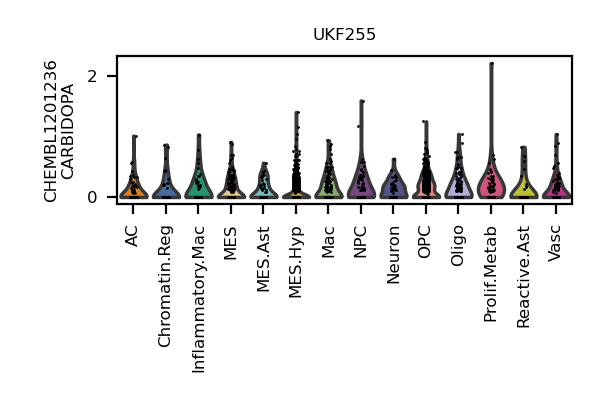 UKF255
CHEMBL1201236
CARBIDOPA
2
0
AC
Chromatin.Reg
Inflammatory.Mac
MES
MES.Ast
MES.Hyp
Mac
NPC
Neuron
OPC
Oligo
Prolif.Metab
Reactive.Ast
Vasc